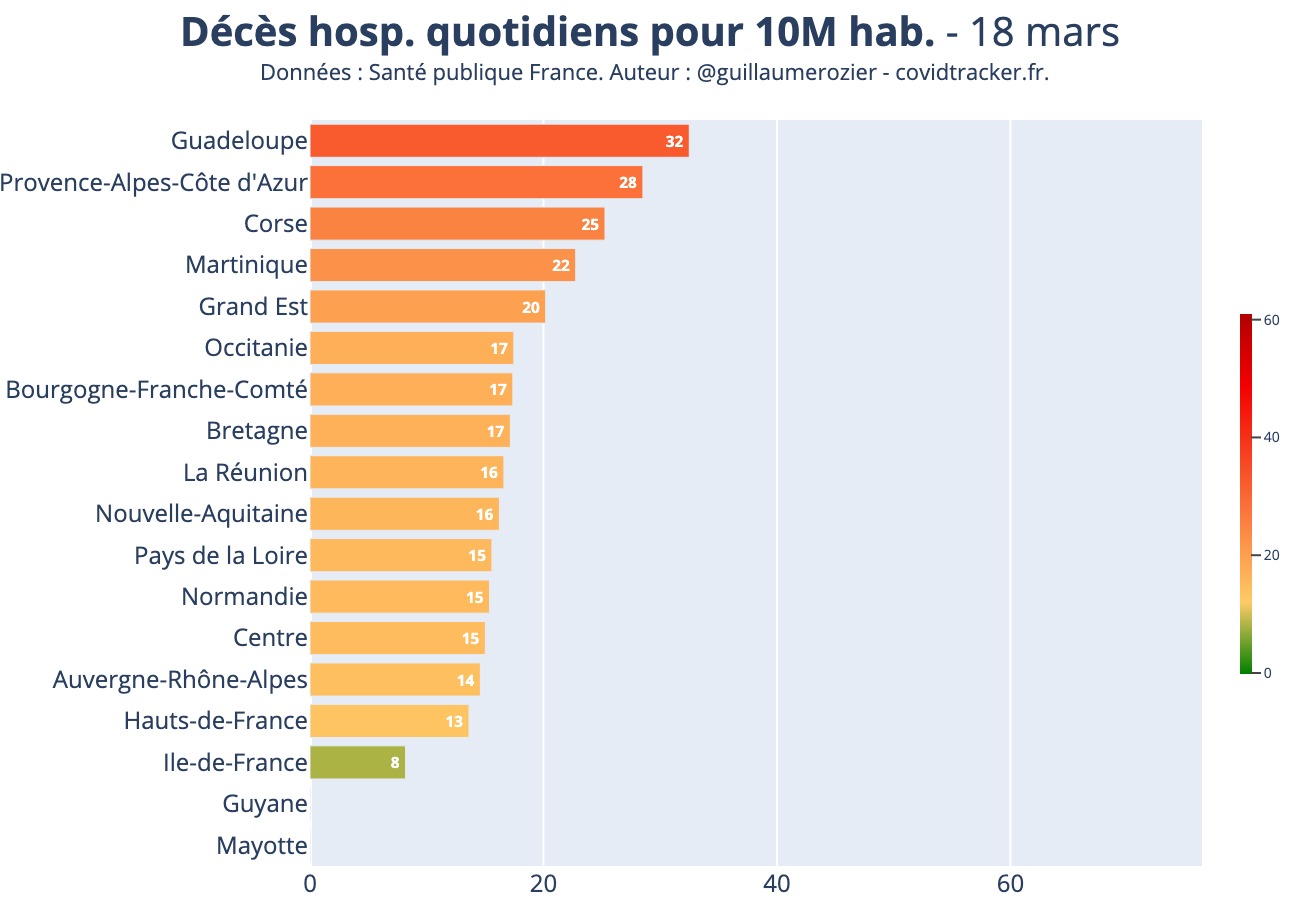 Décès hosp. quotidiens pour 10M hab. - 18 mars
Données : Santé publique France. Auteur : @guillaumerozier - covidtracker.fr.
Guadeloupe 32
Provence-Alpes-Côte d'Azur 28
Corse 25
Martinique 22
Grand Est 20
Occitanie 17
Bourgogne-Franche-Comté 17
Bretagne 17
La Réunion 16
Nouvelle-Aquitaine 16
Pays de la Loire 15
Normandie 15
Centre 15
Auvergne-Rhône-Alpes 14
Hauts-de-France 13
Ile-de-France 8
Guyane
Mayotte
0 20 40 60
60
40
20
0